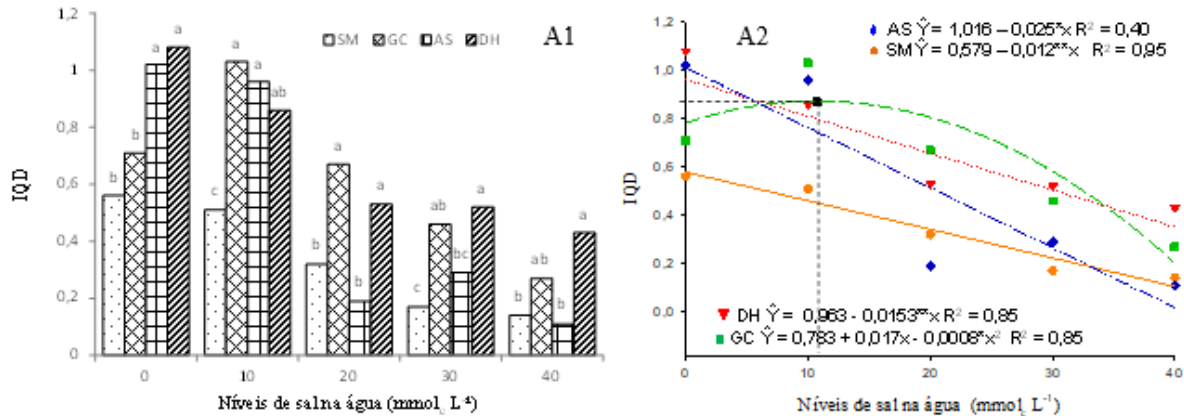 A1
SM GC AS DH
IQD
1,2
1
0,8
0,6
0,4
0,2
0
b b a a
c a a ab
b a b a
b ab bc a
b ab b a
0 10 20 30 40
Níveis de sal na água (mmolc L-1)
A2
AS Ŷ = 1,016 – 0,025*x R² = 0,40
SM Ŷ = 0,579 – 0,012**x R² = 0,95
IQD
1,2
1,0
0,8
0,6
0,4
0,2
0,0
DH Ŷ = 0,963 - 0,0153**x R² = 0,85
GC Ŷ = 0,783 + 0,017x - 0,0008*x² R² = 0,85
0 10 20 30 40
Níveis de sal na água (mmolc L-1)